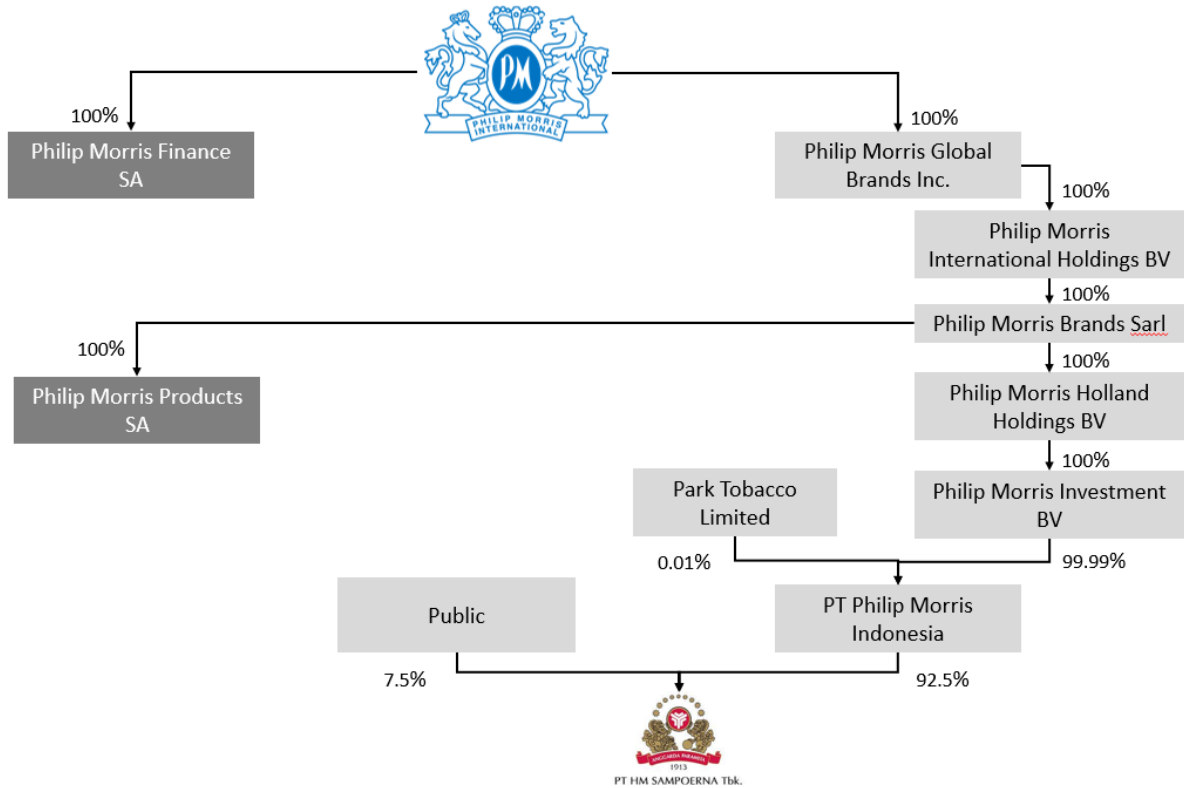 PM
PHILIP MORRIS
INTERNATIONAL
100%
100%
Philip Morris Finance
SA
Philip Morris Global
Brands Inc.
100%
Philip Morris
International Holdings BV
100%
Philip Morris Brands Sarl
100%
100%
Philip Morris Products
SA
Philip Morris Holland
Holdings BV
100%
Park Tobacco
Limited
Philip Morris Investment
BV
0.01%
99.99%
Public
PT Philip Morris
Indonesia
7.5%
92.5%
ANGGARDA PARAMITA
1913
PT HM SAMPOERNA Tbk.